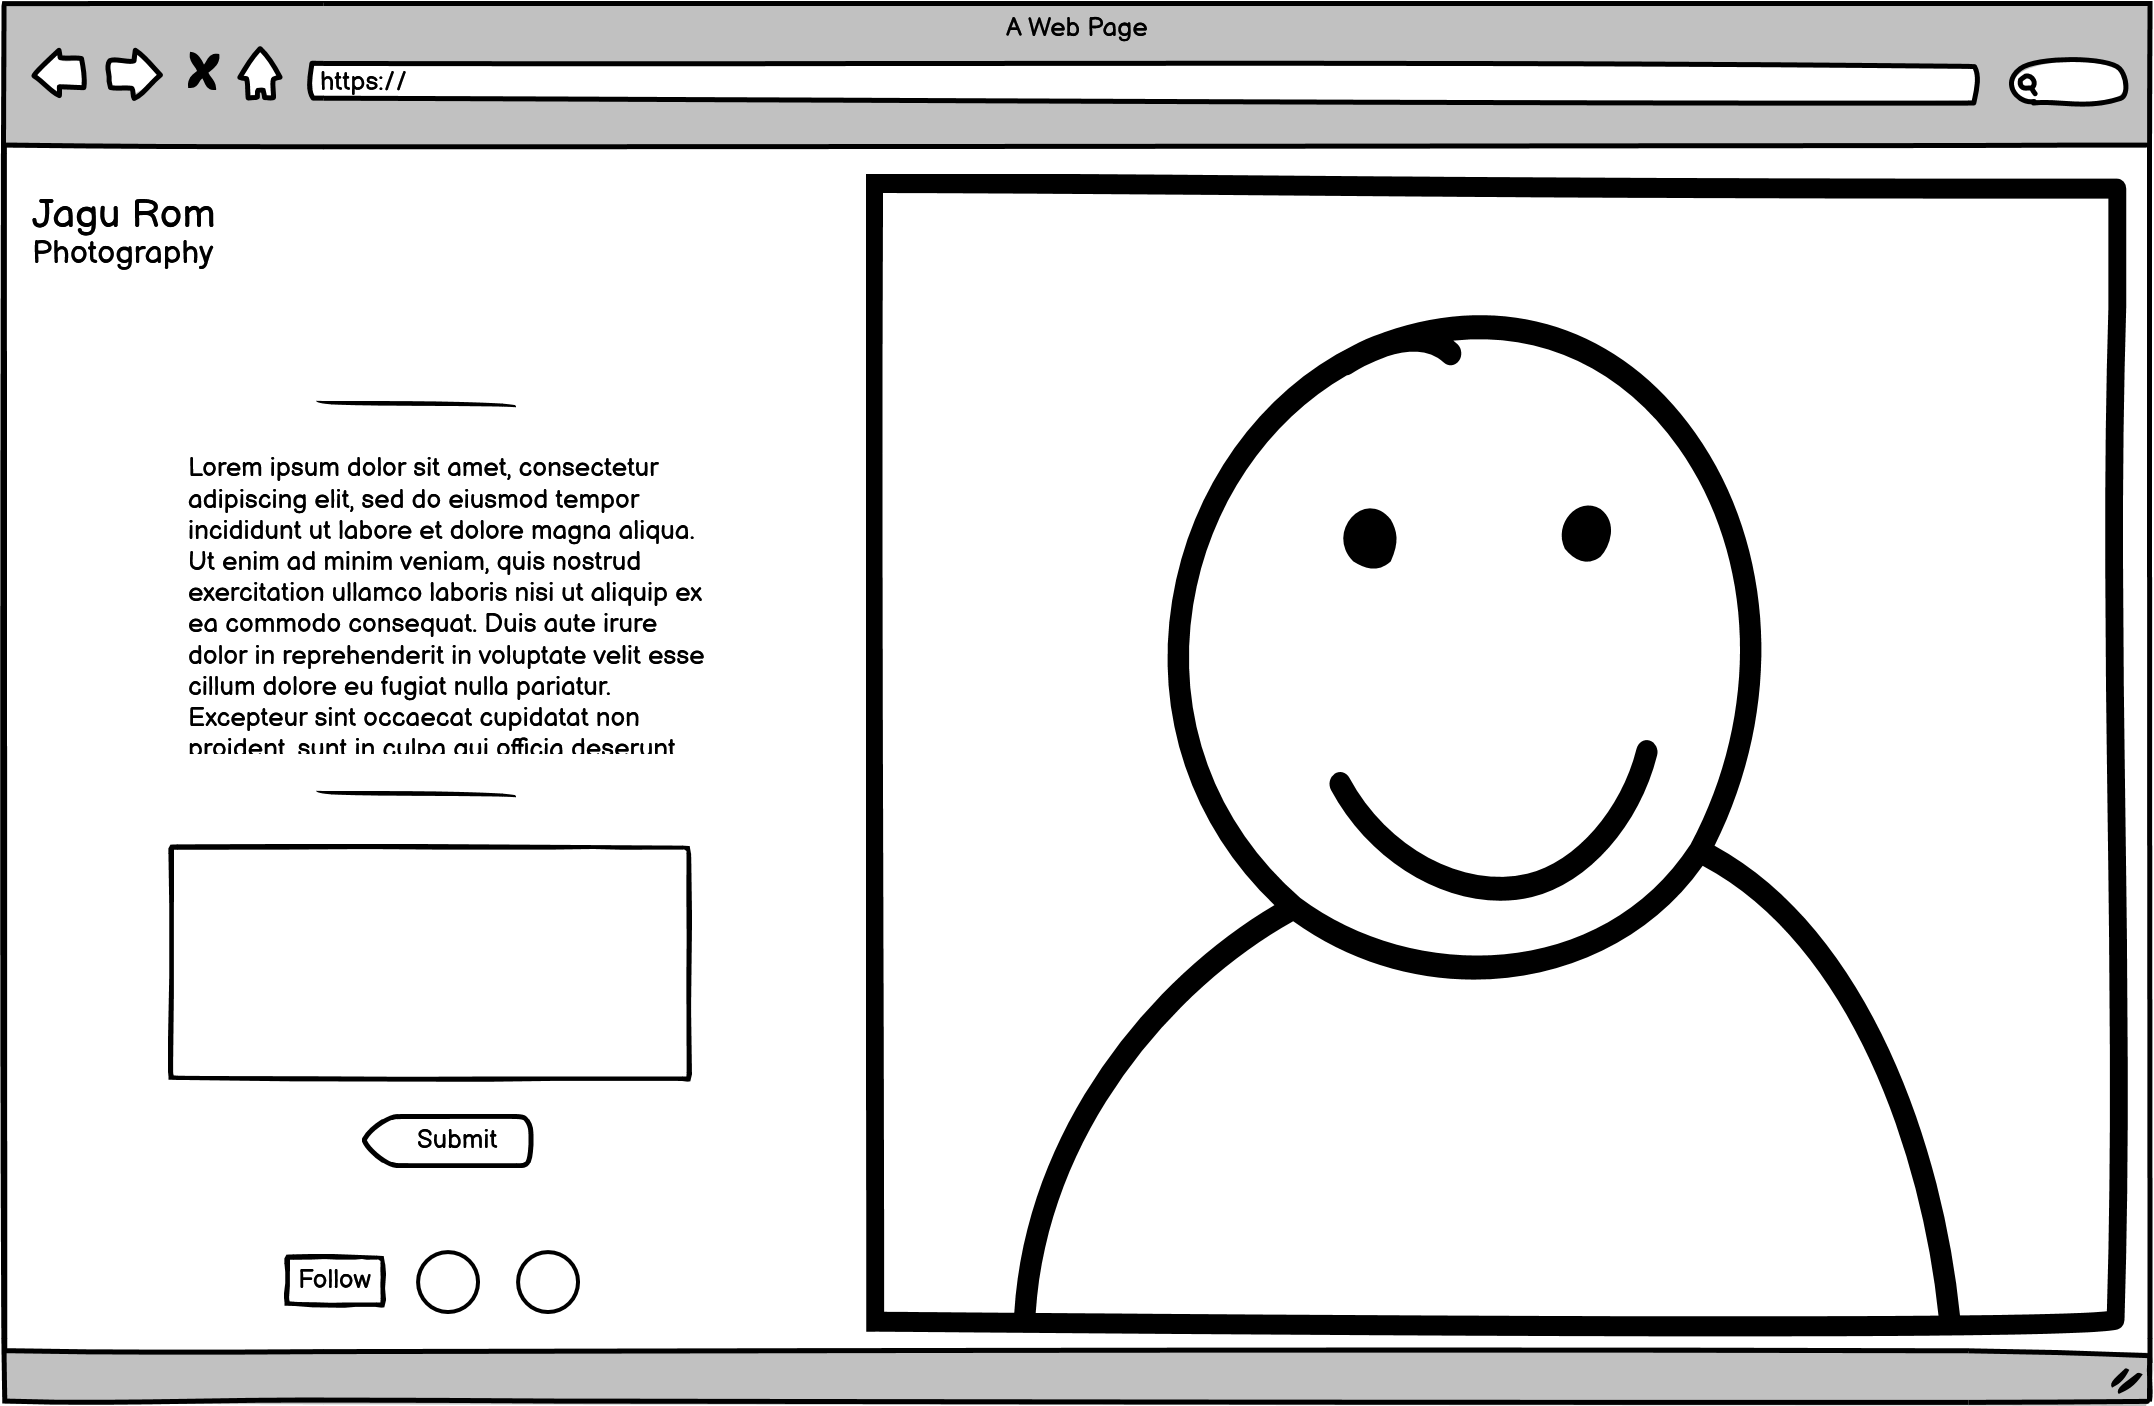 A Web Page
https://
Jagu Rom
Photography
Lorem ipsum dolor sit amet, consectetur
adipiscing elit, sed do eiusmod tempor
incididunt ut labore et dolore magna aliqua.
Ut enim ad minim veniam, quis nostrud
exercitation ullamco laboris nisi ut aliquip ex
ea commodo consequat. Duis aute irure
dolor in reprehenderit in voluptate velit esse
cillum dolore eu fugiat nulla pariatur.
Excepteur sint occaecat cupidatat non
proident, sunt in culpa qui officia deserunt
Submit
Follow